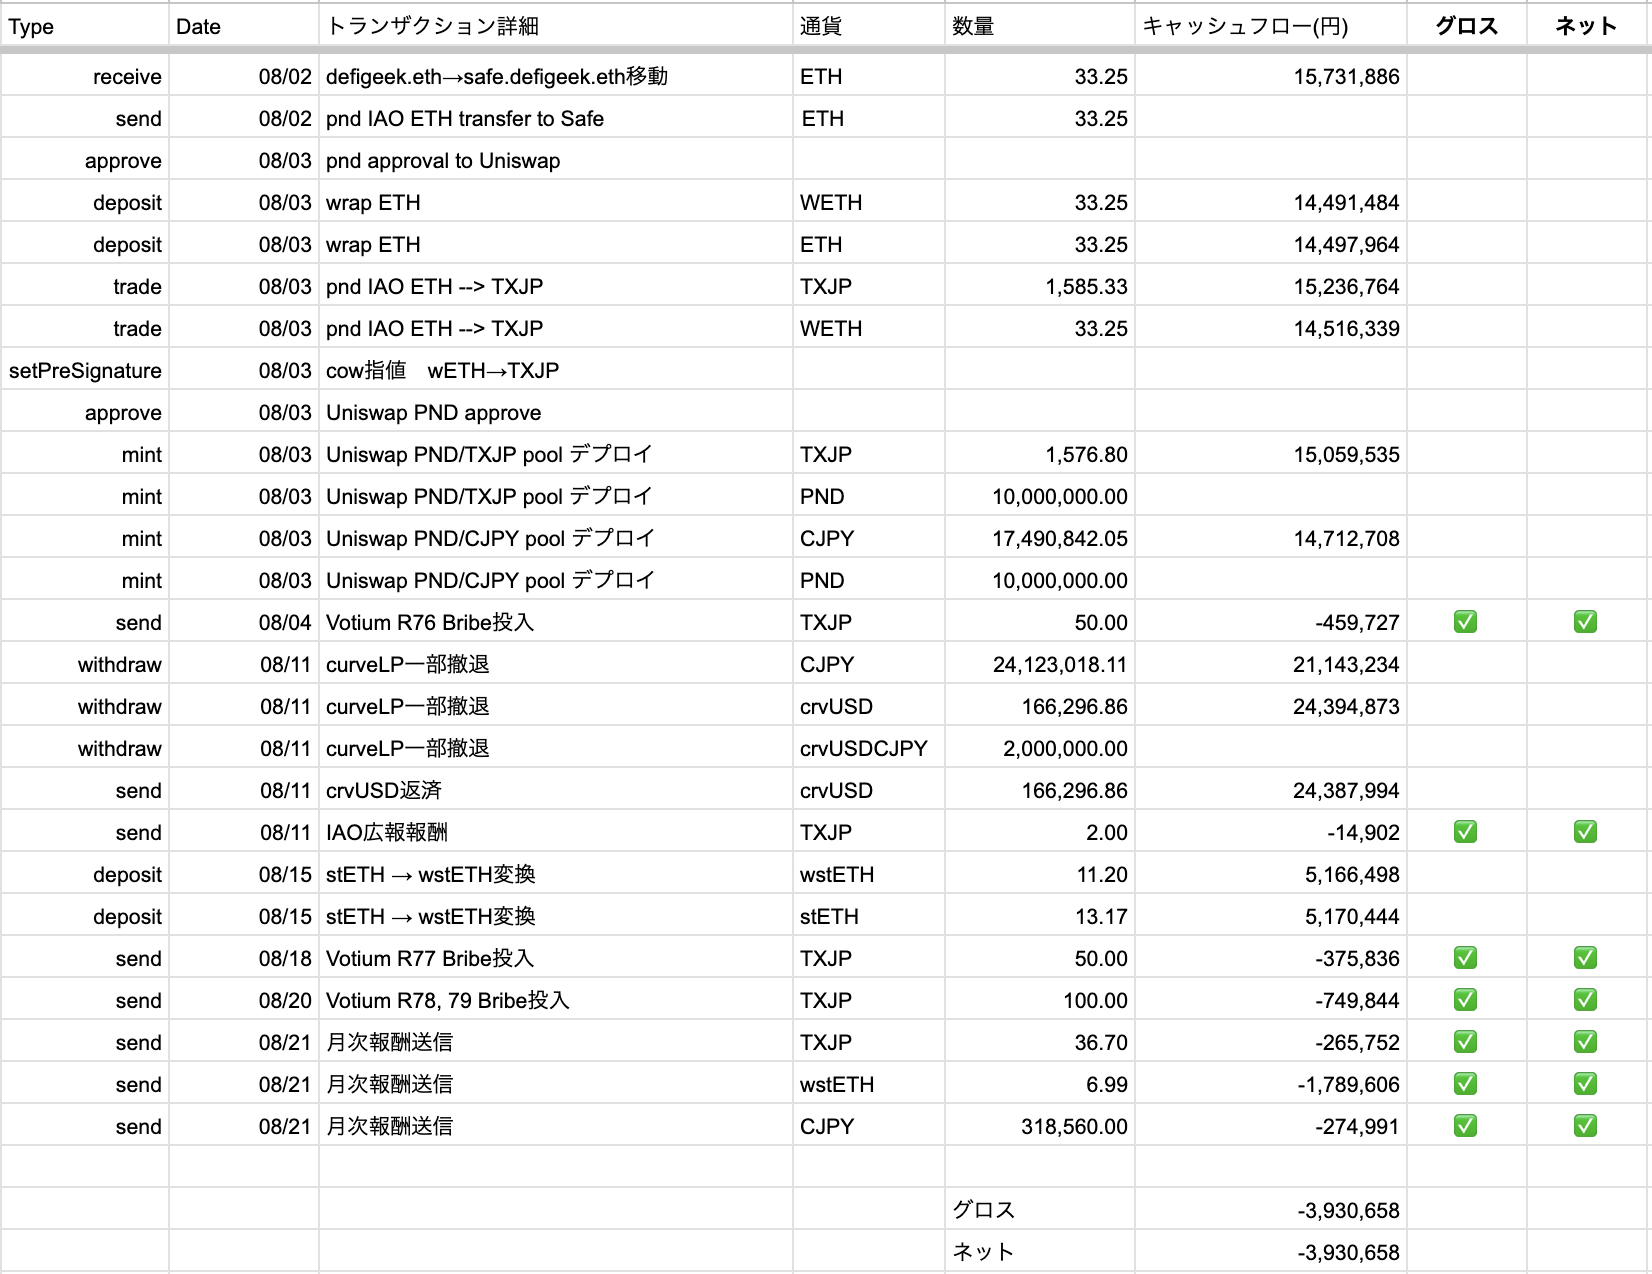 Type Date トランザクション詳細 通貨 数量 キャッシュフロー(円) グロス ネット
receive 08/02 defigeek.eth→safe.defigeek.eth移動 ETH 33.25 15,731,886
send 08/02 pnd IAO ETH transfer to Safe ETH 33.25
approve 08/03 pnd approval to Uniswap
deposit 08/03 wrap ETH WETH 33.25 14,491,484
deposit 08/03 wrap ETH ETH 33.25 14,497,964
trade 08/03 pnd IAO ETH --> TXJP TXJP 1,585.33 15,236,764
trade 08/03 pnd IAO ETH --> TXJP WETH 33.25 14,516,339
setPreSignature 08/03 cow指値　wETH→TXJP
approve 08/03 Uniswap PND approve
mint 08/03 Uniswap PND/TXJP pool デプロイ TXJP 1,576.80 15,059,535
mint 08/03 Uniswap PND/TXJP pool デプロイ PND 10,000,000.00
mint 08/03 Uniswap PND/CJPY pool デプロイ CJPY 17,490,842.05 14,712,708
mint 08/03 Uniswap PND/CJPY pool デプロイ PND 10,000,000.00
send 08/04 Votium R76 Bribe投入 TXJP 50.00 -459,727 ✅ ✅
withdraw 08/11 curveLP一部撤退 CJPY 24,123,018.11 21,143,234
withdraw 08/11 curveLP一部撤退 crvUSD 166,296.86 24,394,873
withdraw 08/11 curveLP一部撤退 crvUSDCJPY 2,000,000.00
send 08/11 crvUSD返済 crvUSD 166,296.86 24,387,994
send 08/11 IAO広報報酬 TXJP 2.00 -14,902 ✅ ✅
deposit 08/15 stETH → wstETH変換 wstETH 11.20 5,166,498
deposit 08/15 stETH → wstETH変換 stETH 13.17 5,170,444
send 08/18 Votium R77 Bribe投入 TXJP 50.00 -375,836 ✅ ✅
send 08/20 Votium R78, 79 Bribe投入 TXJP 100.00 -749,844 ✅ ✅
send 08/21 月次報酬送信 TXJP 36.70 -265,752 ✅ ✅
send 08/21 月次報酬送信 wstETH 6.99 -1,789,606 ✅ ✅
send 08/21 月次報酬送信 CJPY 318,560.00 -274,991 ✅ ✅
グロス -3,930,658
ネット -3,930,658